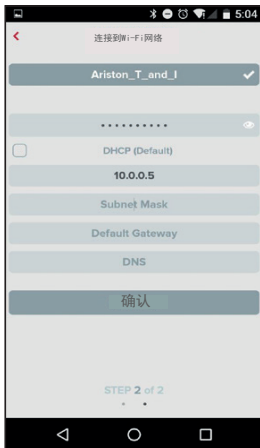 5:04
连接到Wi-Fi网络
Ariston_T_and_I
••••••••••
DHCP (Default)
10.0.0.5
Subnet Mask
Default Gateway
DNS
确认
STEP 2 of 2